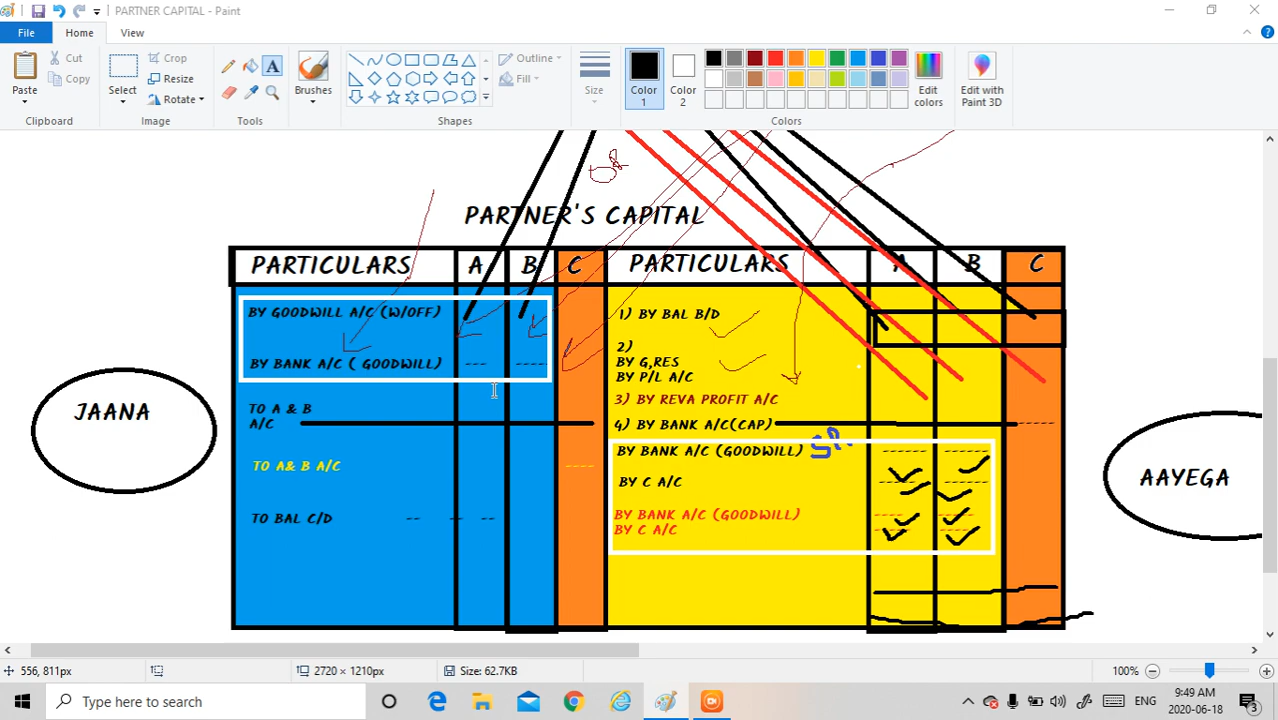 PARTNER CAPITAL - Paint
File
Home
View
Paste
Cut
Copy
Clipboard
Select
Crop
Resize
Rotate
Image
A
Tools
Brushes
Shapes
Outline
Fill
Size
Color 1
Color 2
Edit colors
Colors
Edit with Paint 3D
PARTNER'S CAPITAL
PARTICULARS A B C PARTICULARS A B C
BY GOODWILL A/C (W/OFF)
BY BANK A/C ( GOODWILL)
TO A & B
A/C
TO A& B A/C
TO BAL C/D
1) BY BAL B/D
2)
BY G,RES
BY P/L A/C
3) BY REVA PROFIT A/C
4) BY BANK A/C(CAP)
BY BANK A/C (GOODWILL)
BY C A/C
BY BANK A/C (GOODWILL)
BY C A/C
JAANA
AAYEGA
556, 811px
2720 × 1210px
Size: 62.7KB
100%
Type here to search
ENG
9:49 AM
2020-06-18
3